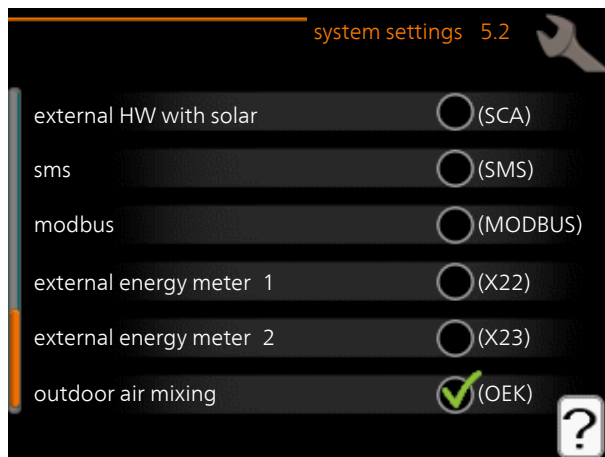 system settings 5.2
external HW with solar (SCA)
sms (SMS)
modbus (MODBUS)
external energy meter 1 (X22)
external energy meter 2 (X23)
outdoor air mixing (OEK)
?